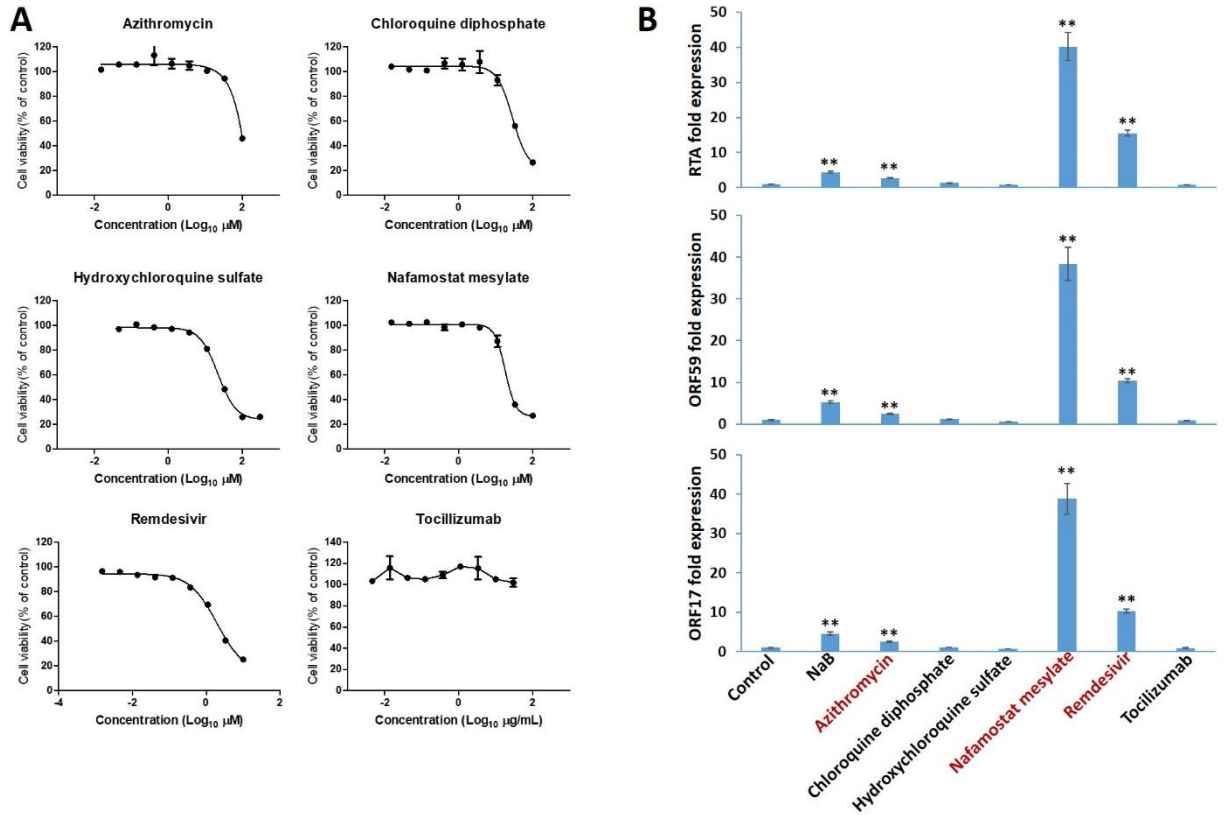 A
Azithromycin
Cell viability (% of control)
120
100
80
60
40
20
0
-2
0
2
Concentration (Log10 μM)
Chloroquine diphosphate
Cell viability (% of control)
120
100
80
60
40
20
0
-2
0
2
Concentration (Log10 μM)
Hydroxychloroquine sulfate
Cell viability (% of control)
120
100
80
60
40
20
0
-2
0
2
Concentration (Log10 μM)
Nafamostat mesylate
Cell viability (% of control)
120
100
80
60
40
20
0
-2
0
2
Concentration (Log10 μM)
Remdesivir
Cell viability (% of control)
120
100
80
60
40
20
0
-4
-2
0
2
Concentration (Log10 μM)
Tocillizumab
Cell viability (% of control)
140
120
100
80
60
40
20
0
-2
0
2
Concentration (Log10 μg/mL)
B
RTA fold expression
50
40
30
20
10
0
**
**
**
**
ORF59 fold expression
50
40
30
20
10
0
**
**
**
**
ORF17 fold expression
50
40
30
20
10
0
**
**
**
**
Control
NaB
Azithromycin
Chloroquine diphosphate
Hydroxychloroquine sulfate
Nafamostat mesylate
Remdesivir
Tocilizumab